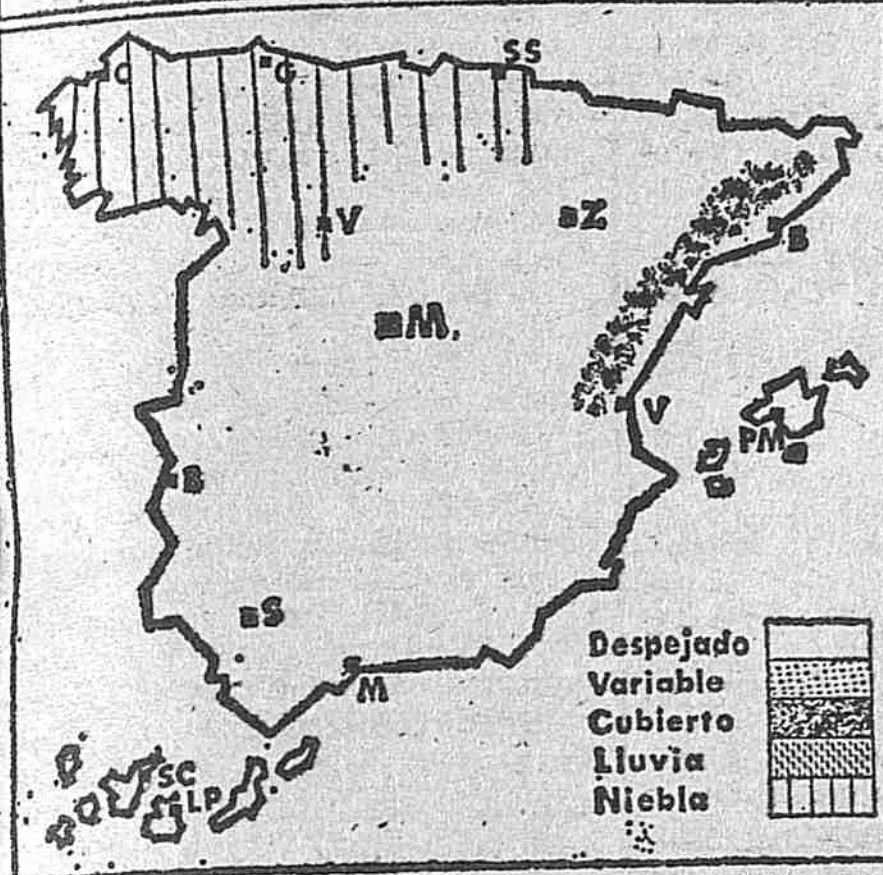 SS
C
G
V
Z
B
M.
V
PM
B
S
M
SC
LP
Despejado
Variable
Cubierto
Lluvia
Niebla